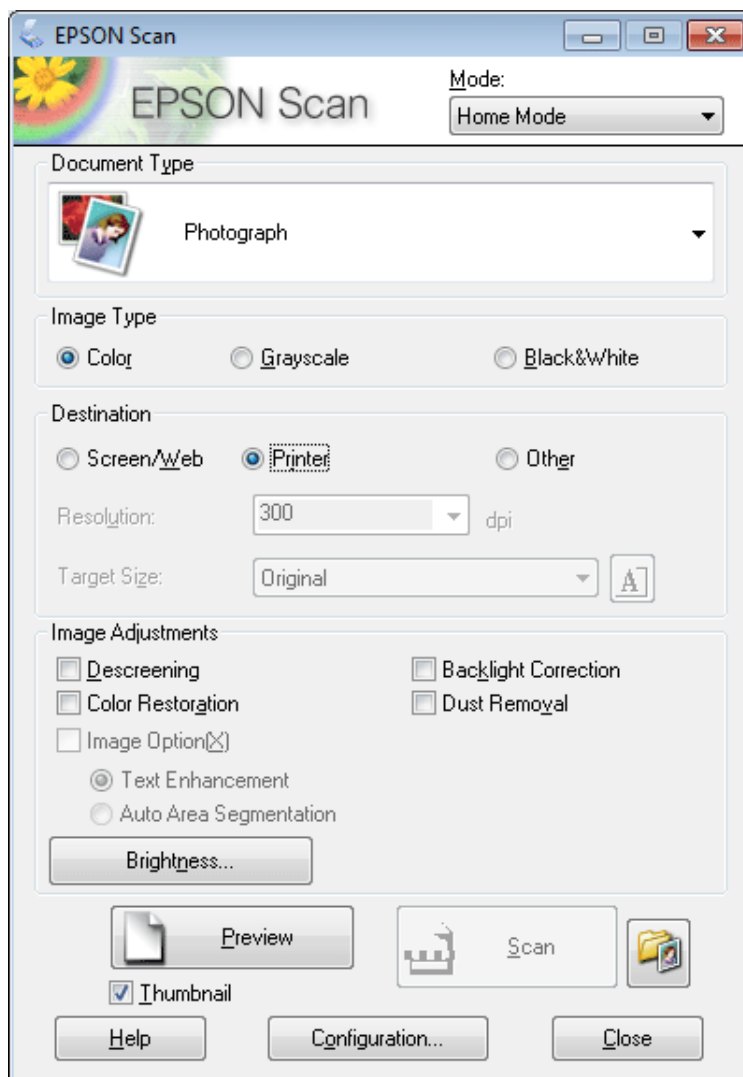 EPSON Scan
EPSON Scan
Mode:
Home Mode
Document Type
Photograph
Image Type
Color Grayscale Black&White
Destination
Screen/Web Printer Other
Resolution: 300 dpi
Target Size: Original A
Image Adjustments
Descreening Backlight Correction
Color Restoration Dust Removal
Image Option(X)
Text Enhancement
Auto Area Segmentation
Brightness...
Preview Scan
Thumbnail
Help Configuration... Close